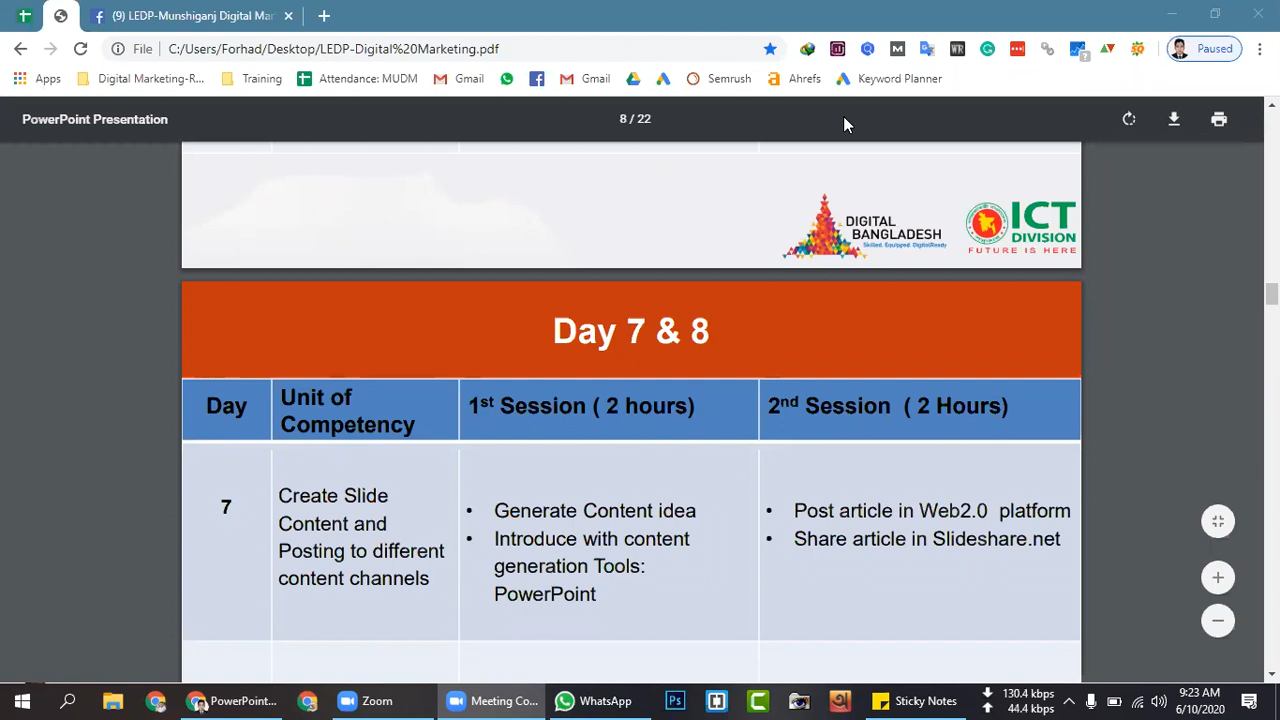 (9) LEDP-Munshiganj Digital Mar
File
C:/Users/Forhad/Desktop/LEDP-Digital%20Marketing.pdf
Paused
Apps
Digital Marketing-R...
Training
Attendance: MUDM
Gmail
Gmail
Semrush
Ahrefs
Keyword Planner
PowerPoint Presentation
8 / 22
DIGITAL
BANGLADESH
Skilled. Equipped. DigitalReady
ICT
DIVISION
FUTURE IS HERE
Day 7 & 8
Day
Unit of
Competency
1st Session ( 2 hours)
2nd Session ( 2 Hours)
7
Create Slide
Content and
Posting to different
content channels
• Generate Content idea
• Introduce with content
generation Tools:
PowerPoint
• Post article in Web2.0 platform
• Share article in Slideshare.net
PowerPoint...
Zoom
Meeting Co...
WhatsApp
Ps
Sticky Notes
130.4 kbps
44.4 kbps
9:23 AM
6/10/2020